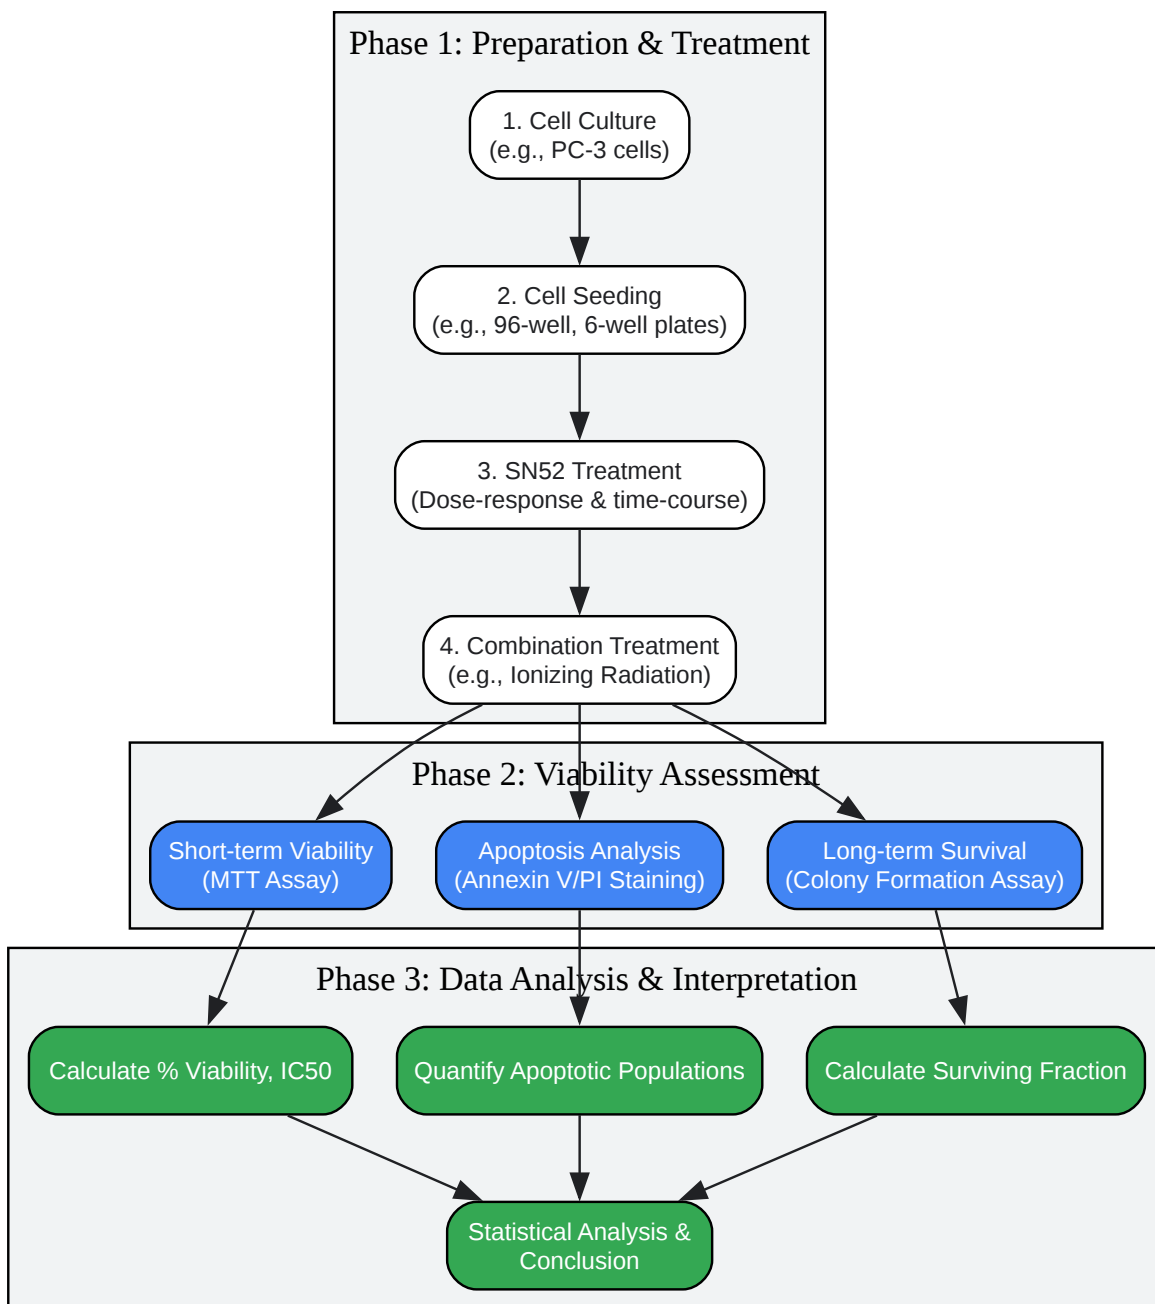 Phase 1: Preparation & Treatment
1. Cell Culture
(e.g., PC-3 cells)
2. Cell Seeding
(e.g., 96-well, 6-well plates)
3. SN52 Treatment
(Dose-response & time-course)
4. Combination Treatment
(e.g., Ionizing Radiation)
Phase 2: Viability Assessment
Short-term Viability
(MTT Assay)
Apoptosis Analysis
(Annexin V/PI Staining)
Long-term Survival
(Colony Formation Assay)
Phase 3: Data Analysis & Interpretation
Calculate % Viability, IC50
Quantify Apoptotic Populations
Calculate Surviving Fraction
Statistical Analysis &
Conclusion